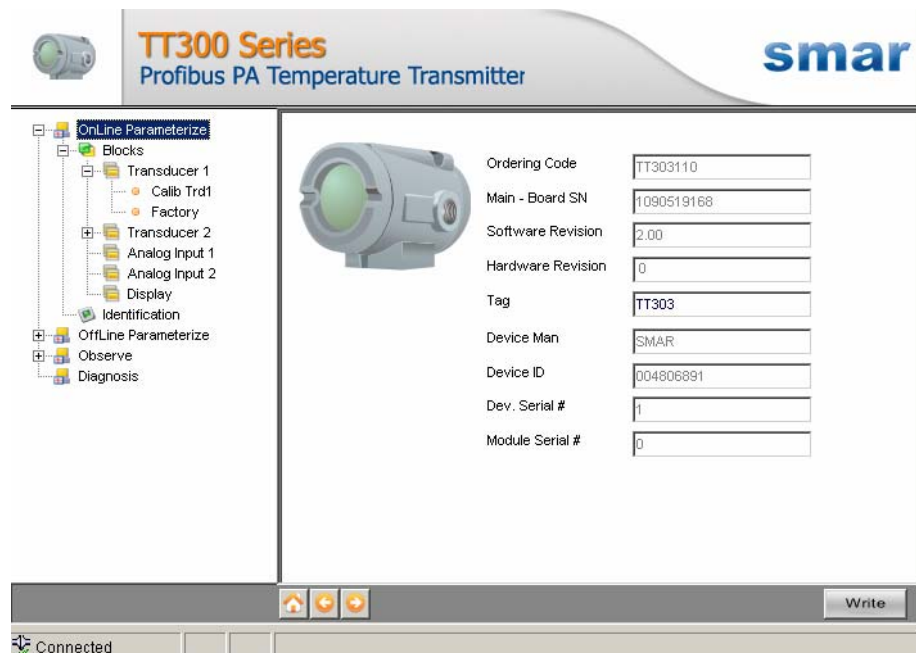 TT300 Series
Profibus PA Temperature Transmitter
smar
OnLine Parameterize
Blocks
Transducer 1
Calib Trd1
Factory
Transducer 2
Analog Input 1
Analog Input 2
Display
Identification
OffLine Parameterize
Observe
Diagnosis
Ordering Code TT303110
Main - Board SN 1090519168
Software Revision 2.00
Hardware Revision 0
Tag TT303
Device Man SMAR
Device ID 004806891
Dev. Serial # 1
Module Serial # 0
Write
Connected